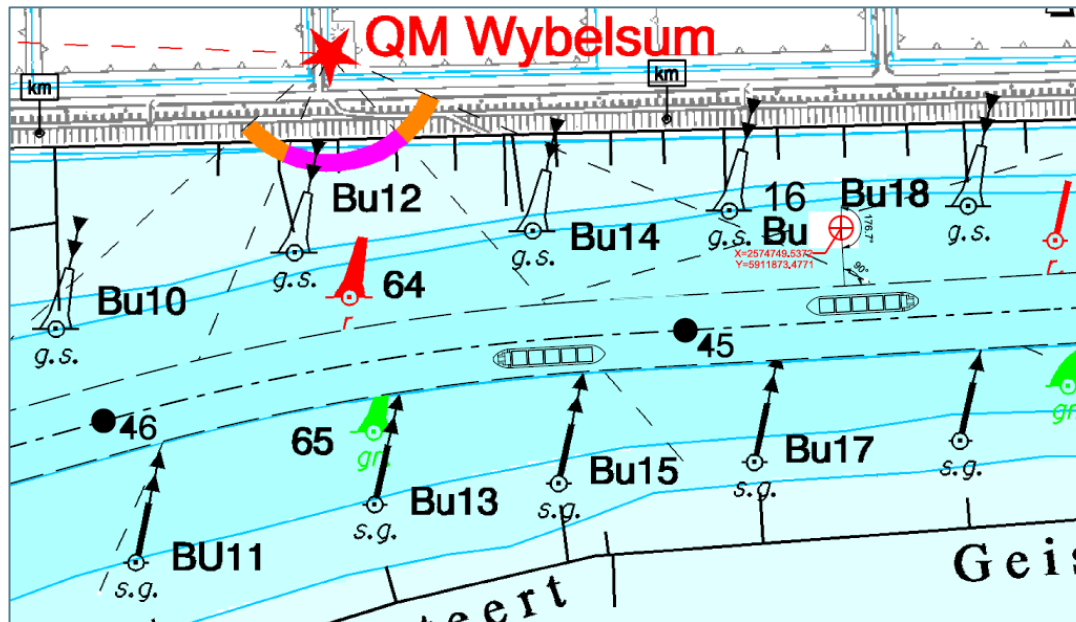 QM Wybelsum
km
km
Bu12
16
Bu18
Bu14
Bu
176.7°
g.s.
g.s.
g.s.
g.s.
X=2574749.5372
Y=5911873.4771
90°
r.
64
Bu10
r
g.s.
45
46
65
gr.
gr
Bu15
Bu17
s.g.
Bu13
s.g.
s.g.
s.g.
BU11
s.g.
Geis
teert